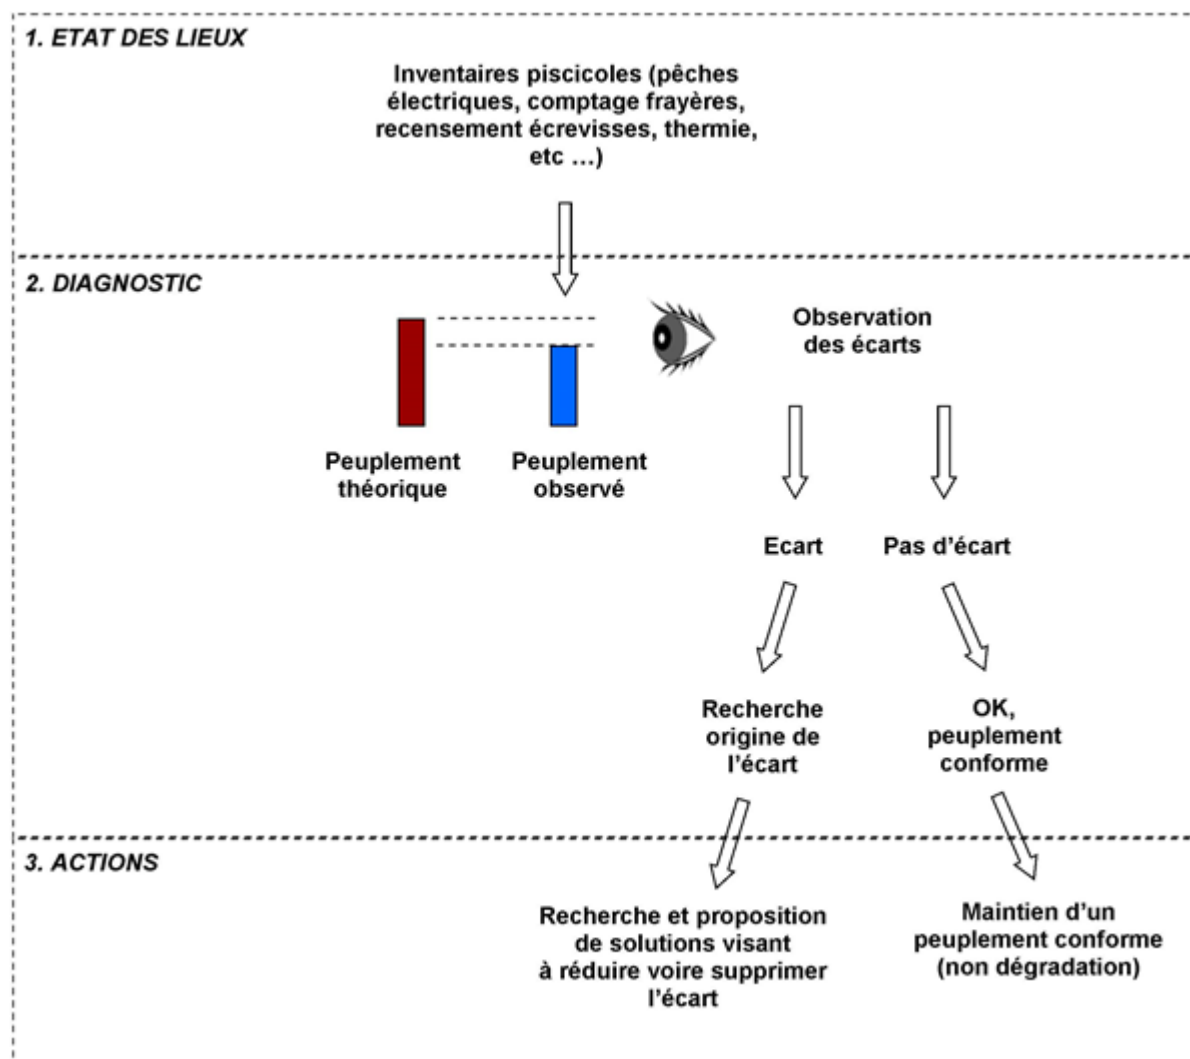 1. ETAT DES LIEUX
Inventaires piscicoles (pêches
électriques, comptage frayères,
recensement écrevisses, thermie,
etc ...)
2. DIAGNOSTIC
Observation
des écarts
Peuplement
théorique
Peuplement
observé
Ecart
Pas d'écart
Recherche
origine de
l'écart
OK,
peuplement
conforme
3. ACTIONS
Recherche et proposition
de solutions visant
à réduire voire supprimer
l'écart
Maintien d'un
peuplement conforme
(non dégradation)